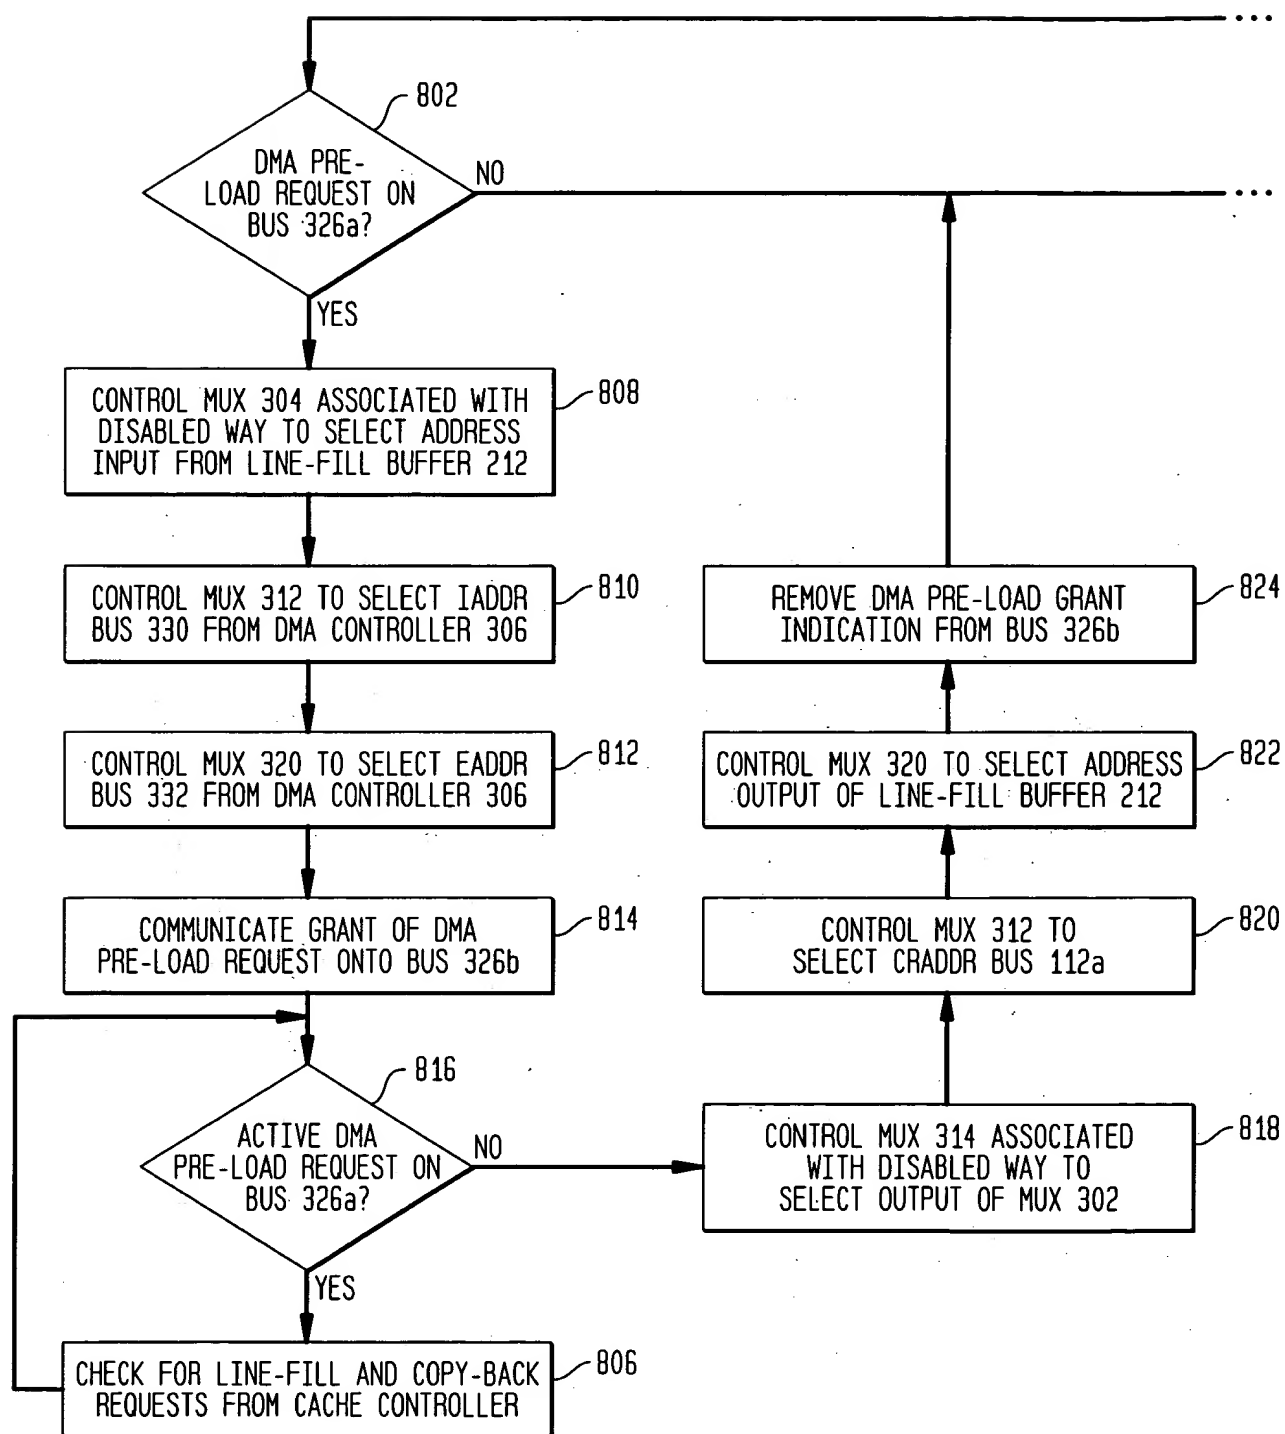 802
DMA PRE-
LOAD REQUEST ON
BUS 326a?
NO
YES
CONTROL MUX 304 ASSOCIATED WITH
DISABLED WAY TO SELECT ADDRESS
INPUT FROM LINE-FILL BUFFER 212
808
CONTROL MUX 312 TO SELECT IADDR
BUS 330 FROM DMA CONTROLLER 306
810
CONTROL MUX 320 TO SELECT EADDR
BUS 332 FROM DMA CONTROLLER 306
812
COMMUNICATE GRANT OF DMA
PRE-LOAD REQUEST ONTO BUS 326b
814
816
ACTIVE DMA
PRE-LOAD REQUEST ON
BUS 326a?
NO
YES
CHECK FOR LINE-FILL AND COPY-BACK
REQUESTS FROM CACHE CONTROLLER
806
REMOVE DMA PRE-LOAD GRANT
INDICATION FROM BUS 326b
824
CONTROL MUX 320 TO SELECT ADDRESS
OUTPUT OF LINE-FILL BUFFER 212
822
CONTROL MUX 312 TO
SELECT CRADDR BUS 112a
820
CONTROL MUX 314 ASSOCIATED
WITH DISABLED WAY TO
SELECT OUTPUT OF MUX 302
818